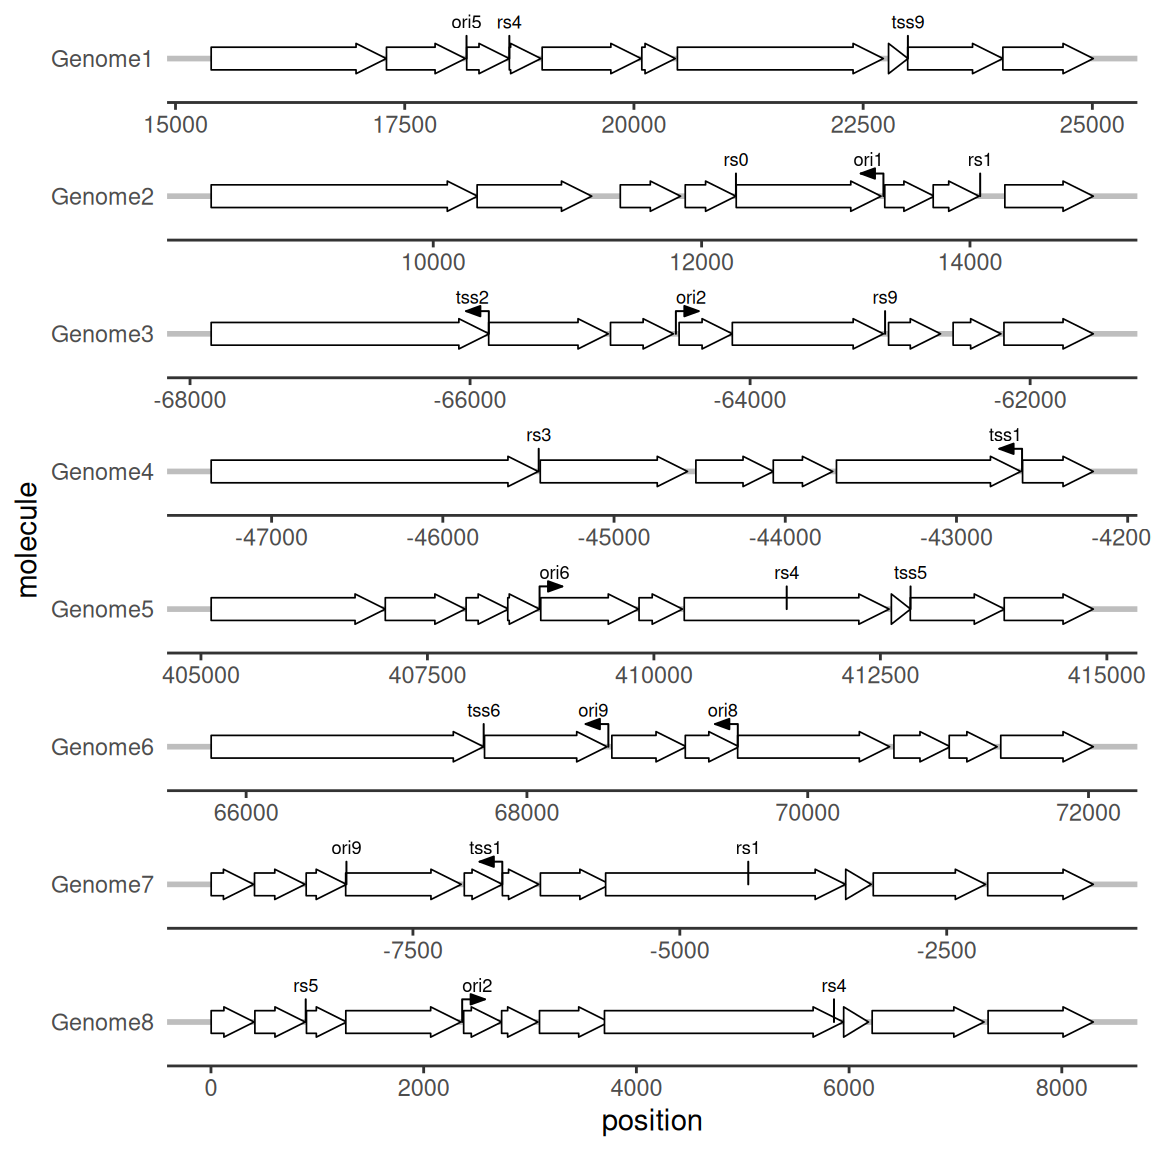 ori5 rs4 tss9
Genome1
15000 17500 20000 22500 25000
rs0 ori1 rs1
Genome2
10000 12000 14000
tss2 ori2 rs9
Genome3
-68000 -66000 -64000 -62000
rs3 tss1
Genome4
-47000 -46000 -45000 -44000 -43000 -4200
molecule
ori6 rs4 tss5
Genome5
405000 407500 410000 412500 415000
tss6 ori9 ori8
Genome6
66000 68000 70000 72000
ori9 tss1 rs1
Genome7
-7500 -5000 -2500
rs5 ori2 rs4
Genome8
0 2000 4000 6000 8000
position